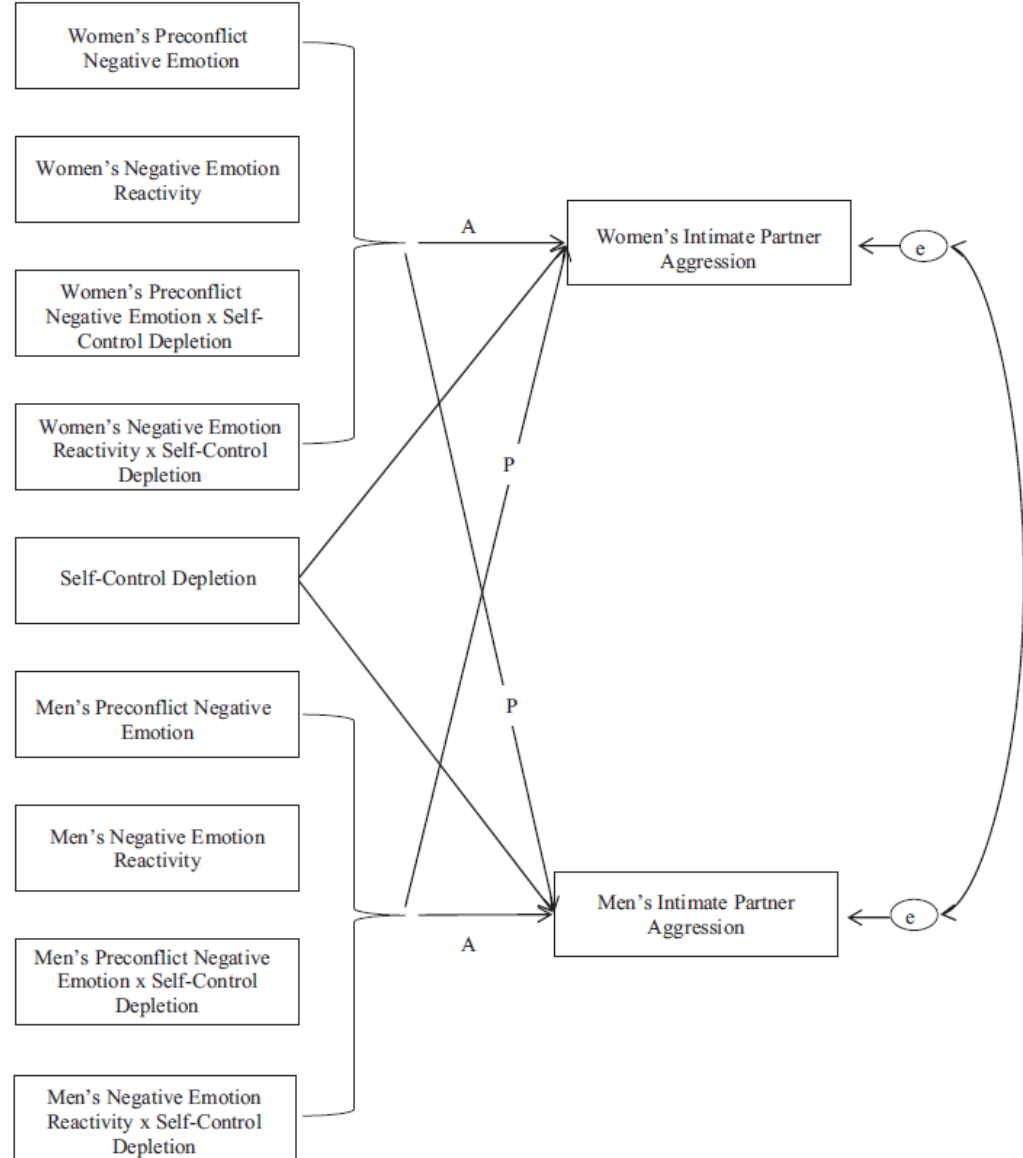 Women's Preconflict
Negative Emotion
Women's Negative Emotion
Reactivity
Women's Preconflict
Negative Emotion x Self-
Control Depletion
Women's Negative Emotion
Reactivity x Self-Control
Depletion
Self-Control Depletion
Men's Preconflict Negative
Emotion
Men's Negative Emotion
Reactivity
Men's Preconflict Negative
Emotion x Self-Control
Depletion
Men's Negative Emotion
Reactivity x Self-Control
Depletion
A
P
P
A
Women's Intimate Partner
Aggression
e
Men's Intimate Partner
Aggression
e